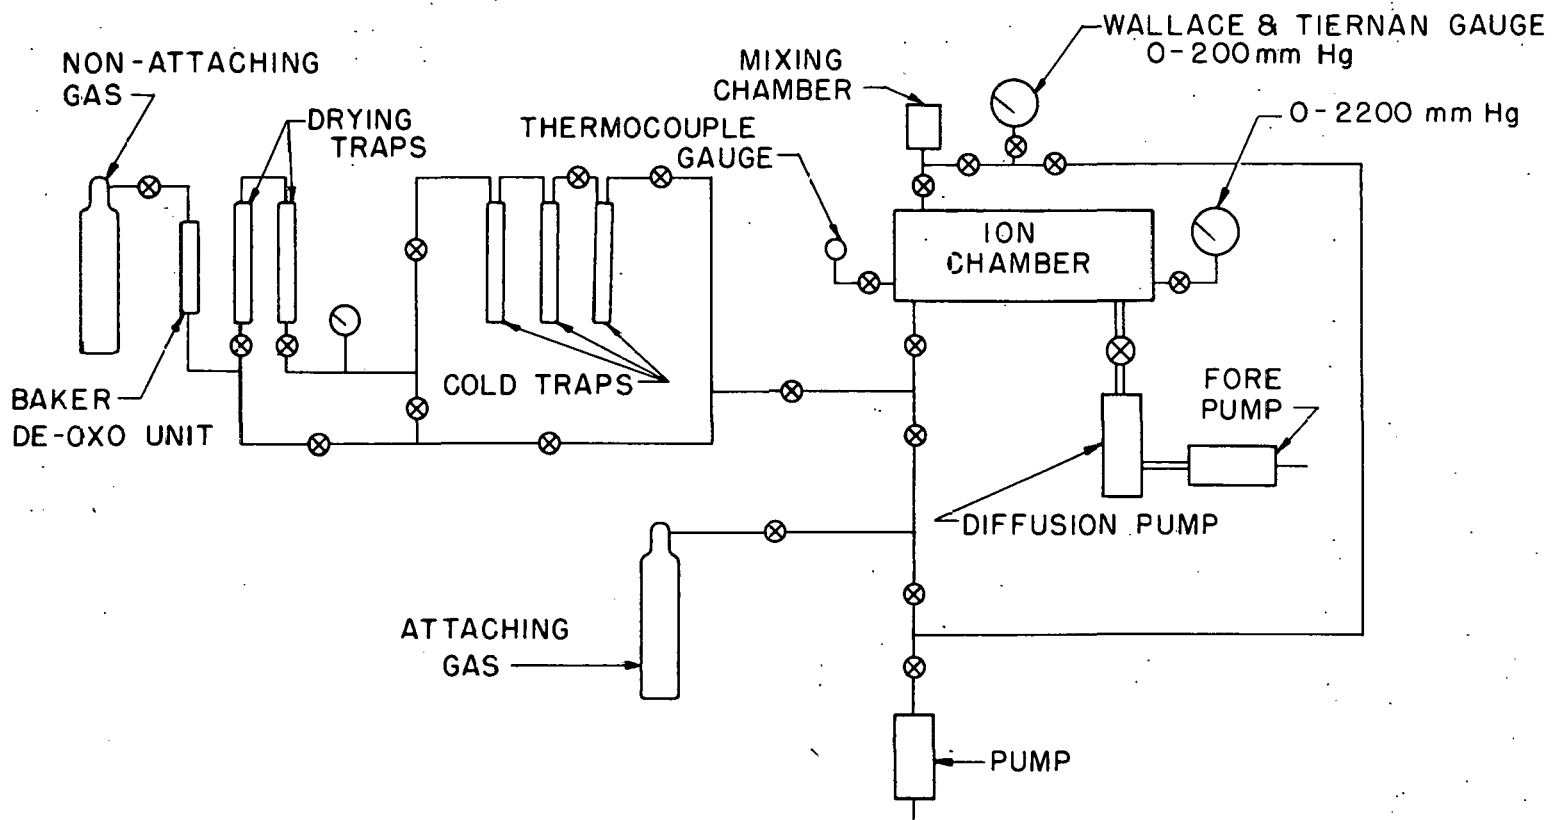 WALLACE & TIERNAN GAUGE
0-200 mm Hg
NON-ATTACHING
GAS
MIXING
CHAMBER
DRYING
TRAPS
THERMOCOUPLE
GAUGE
0-2200 mm Hg
ION
CHAMBER
COLD TRAPS
FORE
PUMP
BAKER
DE-OXO UNIT
DIFFUSION PUMP
ATTACHING
GAS
PUMP